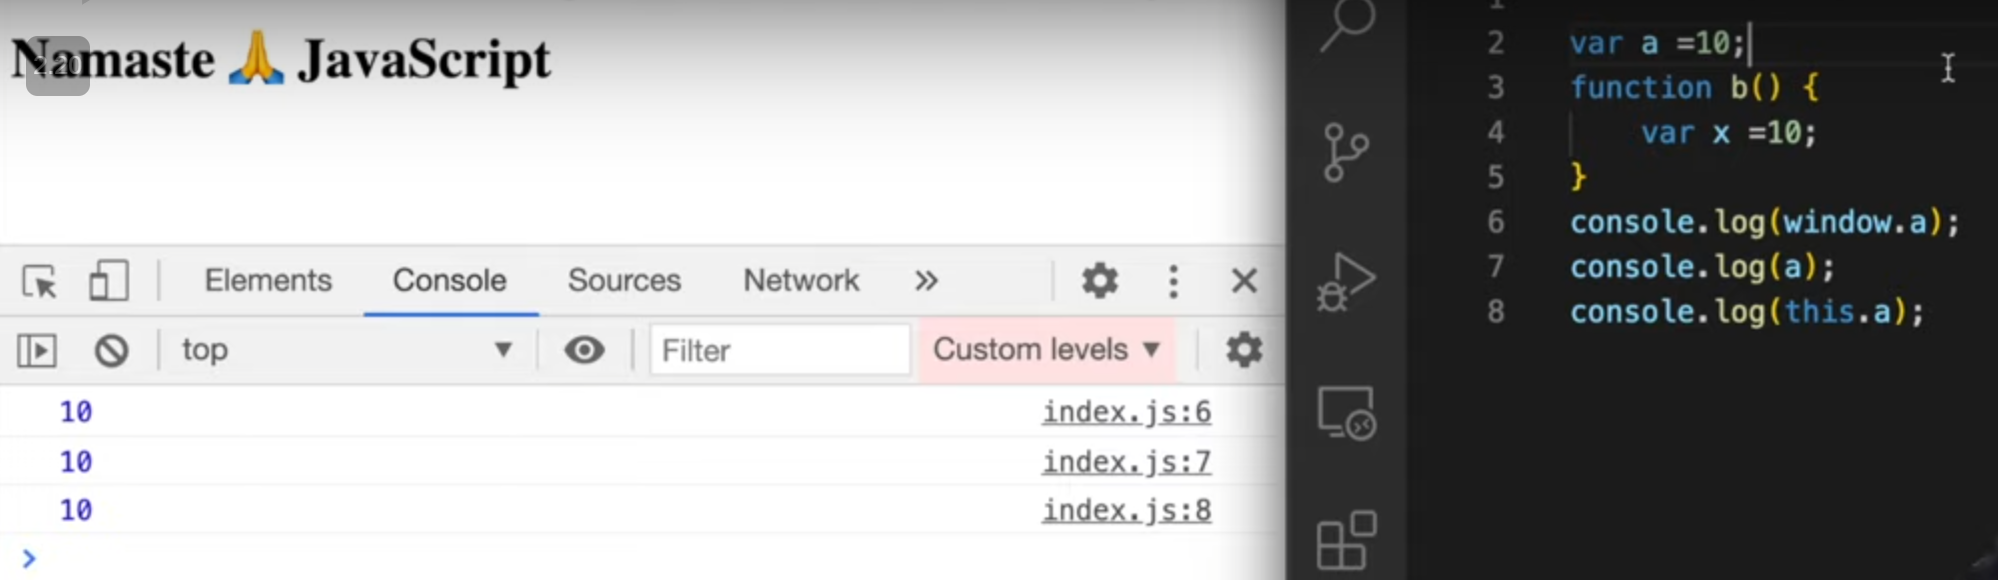 Namaste 🙏 JavaScript
2.20
Elements Console Sources Network »
top Filter Custom levels
10 index.js:6
10 index.js:7
10 index.js:8
1
2 var a =10;
3 function b() {
4 var x =10;
5 }
6 console.log(window.a);
7 console.log(a);
8 console.log(this.a);